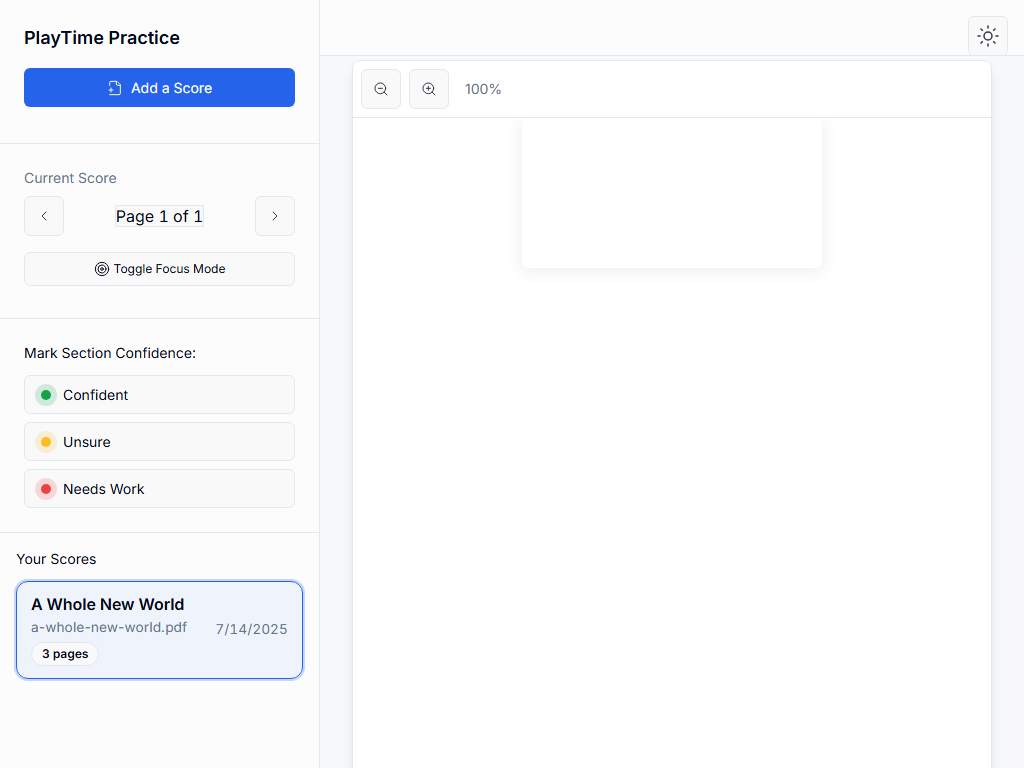 PlayTime Practice
Add a Score
Current Score
Page 1 of 1
Toggle Focus Mode
Mark Section Confidence:
Confident
Unsure
Needs Work
Your Scores
A Whole New World
a-whole-new-world.pdf
7/14/2025
3 pages
100%